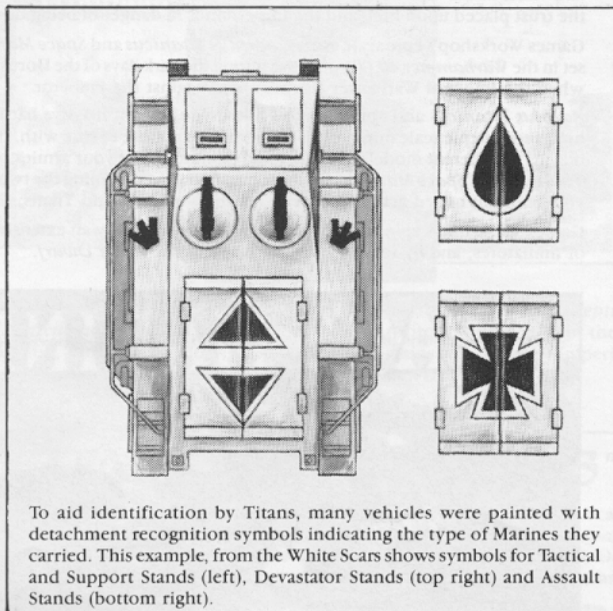 To aid identification by Titans, many vehicles were painted with
detachment recognition symbols indicating the type of Marines they
carried. This example, from the White Scars shows symbols for Tactical
and Support Stands (left), Devastator Stands (top right) and Assault
Stands (bottom right).